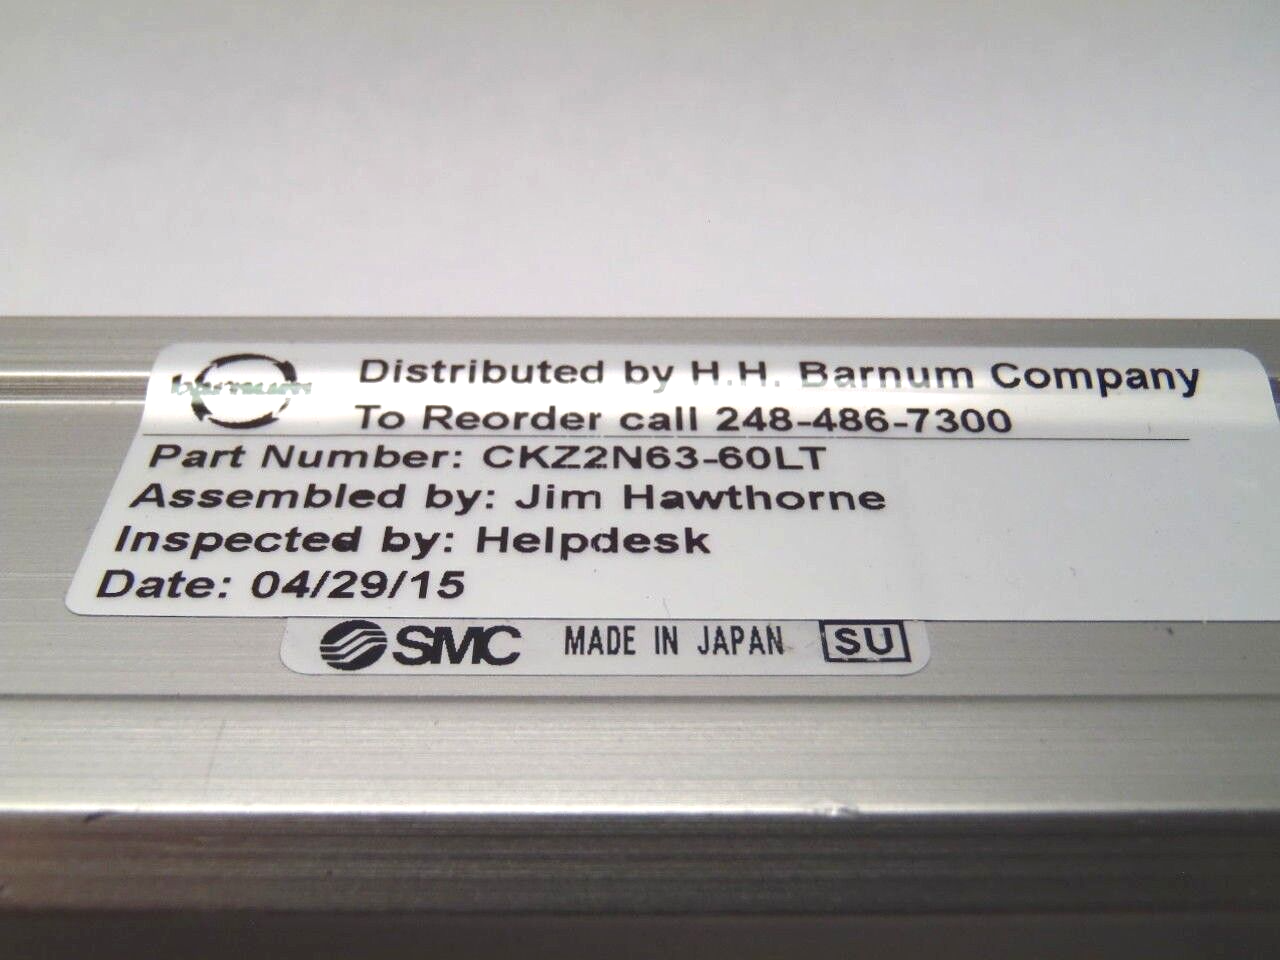 Distributed by H.H. Barnum Company
To Reorder call 248-486-7300
Part Number: CKZ2N63-60LT
Assembled by: Jim Hawthorne
Inspected by: Helpdesk
Date: 04/29/15
SMC MADE IN JAPAN SU